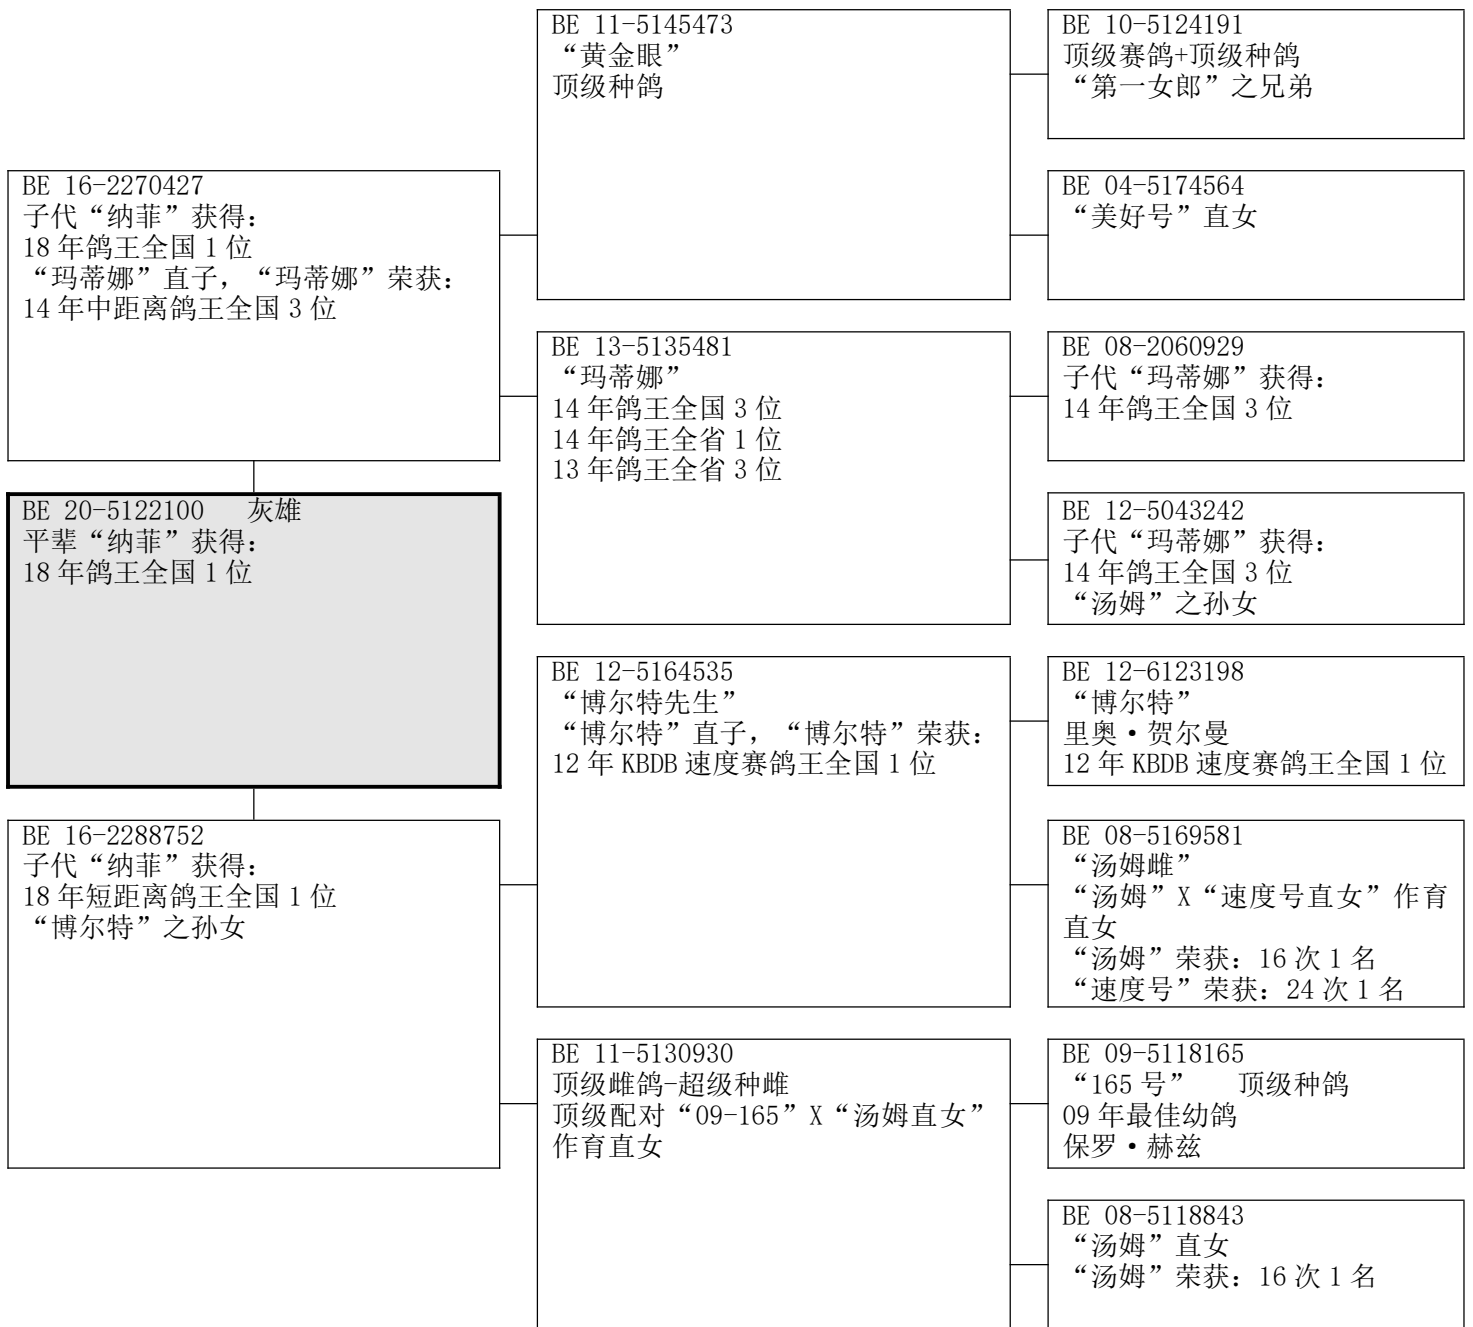 BE 16-2270427
子代“纳菲”获得：
18 年鸽王全国 1 位
“玛蒂娜”直子，“玛蒂娜”荣获：
14 年中距离鸽王全国 3 位
BE 20-5122100 灰雄
平辈“纳菲”获得：
18 年鸽王全国 1 位
BE 16-2288752
子代“纳菲”获得：
18 年短距离鸽王全国 1 位
“博尔特”之孙女
BE 11-5145473
“黄金眼”
顶级种鸽
BE 13-5135481
“玛蒂娜”
14 年鸽王全国 3 位
14 年鸽王全省 1 位
13 年鸽王全省 3 位
BE 12-5164535
“博尔特先生”
“博尔特”直子，“博尔特”荣获：
12 年 KBDB 速度赛鸽王全国 1 位
BE 11-5130930
顶级雌鸽-超级种雌
顶级配对“09-165”X“汤姆直女”
作育直女
BE 10-5124191
顶级赛鸽+顶级种鸽
“第一女郎”之兄弟
BE 04-5174564
“美好号”直女
BE 08-2060929
子代“玛蒂娜”获得：
14 年鸽王全国 3 位
BE 12-5043242
子代“玛蒂娜”获得：
14 年鸽王全国 3 位
“汤姆”之孙女
BE 12-6123198
“博尔特”
里奥•贺尔曼
12 年 KBDB 速度赛鸽王全国 1 位
BE 08-5169581
“汤姆雌”
“汤姆”X“速度号直女”作育
直女
“汤姆”荣获：16 次 1 名
“速度号”荣获：24 次 1 名
BE 09-5118165
“165 号” 顶级种鸽
09 年最佳幼鸽
保罗•赫兹
BE 08-5118843
“汤姆”直女
“汤姆”荣获：16 次 1 名